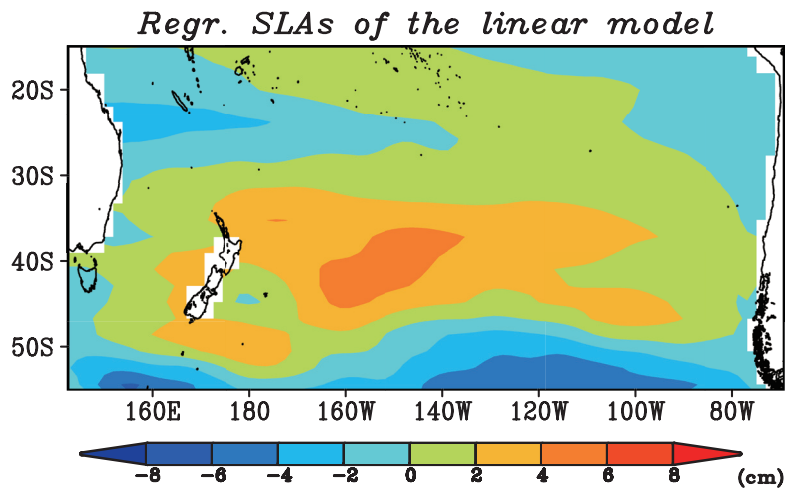 Regr. SLAs of the linear model
20S
30S
40S
50S
160E 180 160W 140W 120W 100W 80W
-8 -6 -4 -2 0 2 4 6 8 (cm)